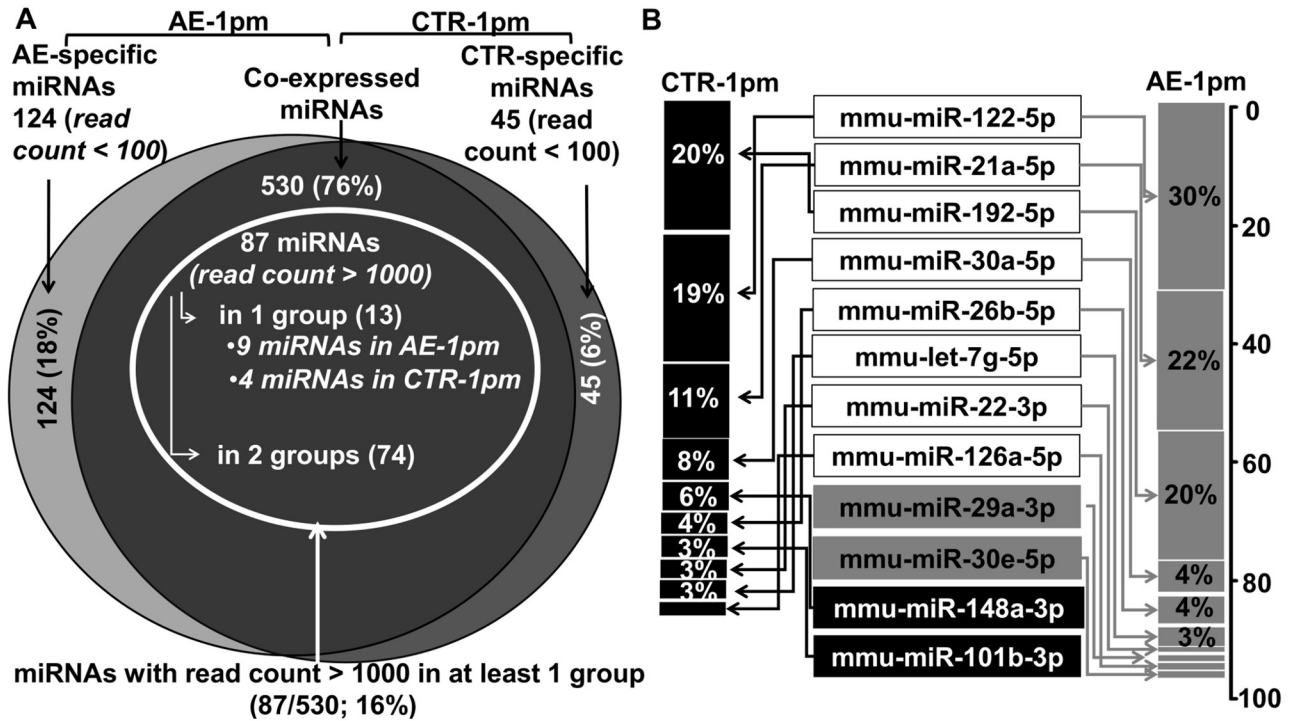 A
AE-1pm
CTR-1pm
AE-specific
miRNAs
124 (read
count < 100)
Co-expressed
miRNAs
CTR-specific
miRNAs
45 (read
count < 100)
530 (76%)
87 miRNAs
(read count > 1000)
in 1 group (13)
•9 miRNAs in AE-1pm
•4 miRNAs in CTR-1pm
in 2 groups (74)
124 (18%)
45 (6%)
miRNAs with read count > 1000 in at least 1 group
(87/530; 16%)
B
CTR-1pm
20%
19%
11%
8%
6%
4%
3%
3%
3%
mmu-miR-122-5p
mmu-miR-21a-5p
mmu-miR-192-5p
mmu-miR-30a-5p
mmu-miR-26b-5p
mmu-let-7g-5p
mmu-miR-22-3p
mmu-miR-126a-5p
mmu-miR-29a-3p
mmu-miR-30e-5p
mmu-miR-148a-3p
mmu-miR-101b-3p
AE-1pm
30%
22%
20%
4%
4%
3%
0
20
40
60
80
100